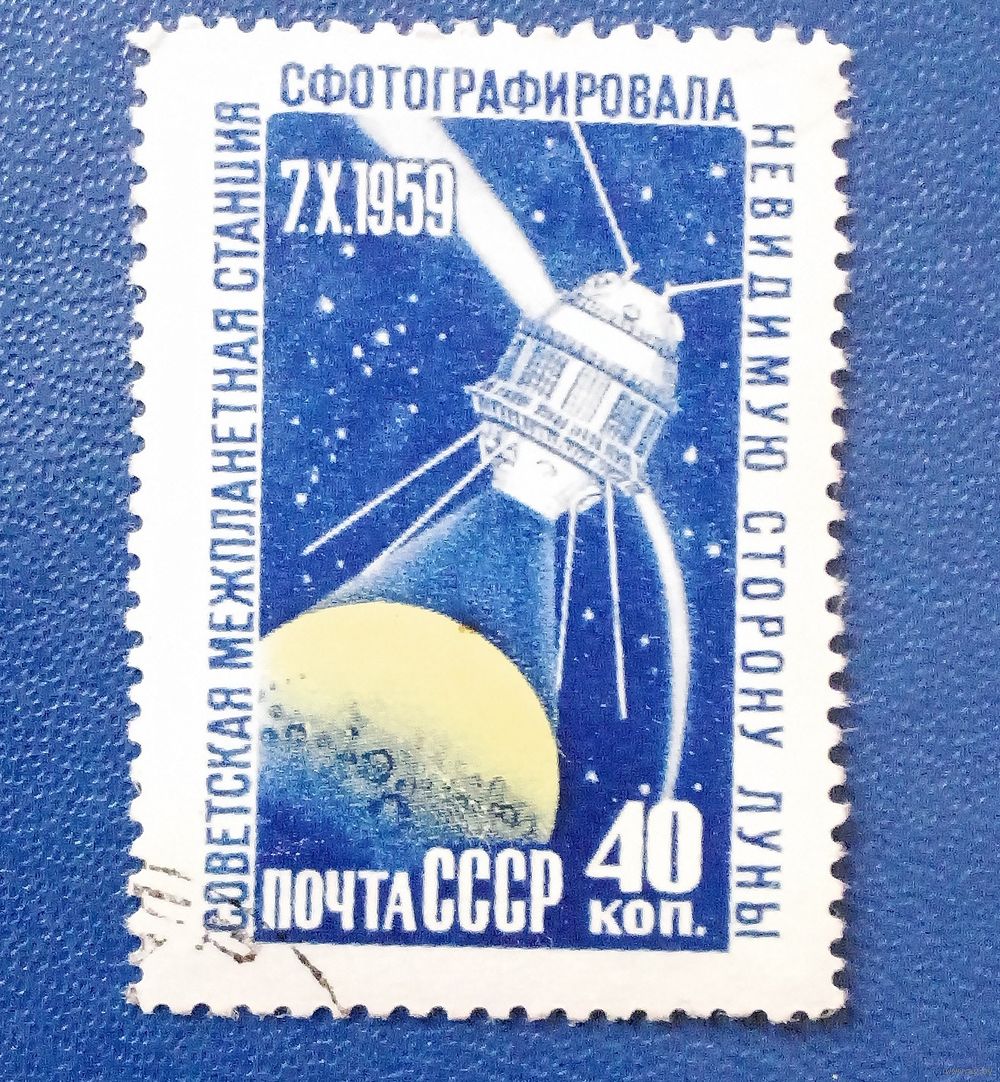 СОВЕТСКАЯ МЕЖПЛАНЕТНАЯ СТАНЦИЯ
СФОТОГРАФИРОВАЛА
НЕВИДИМУЮ СТОРОНУ ЛУНЫ
7.X.1959
ПОЧТА СССР
40
КОП.